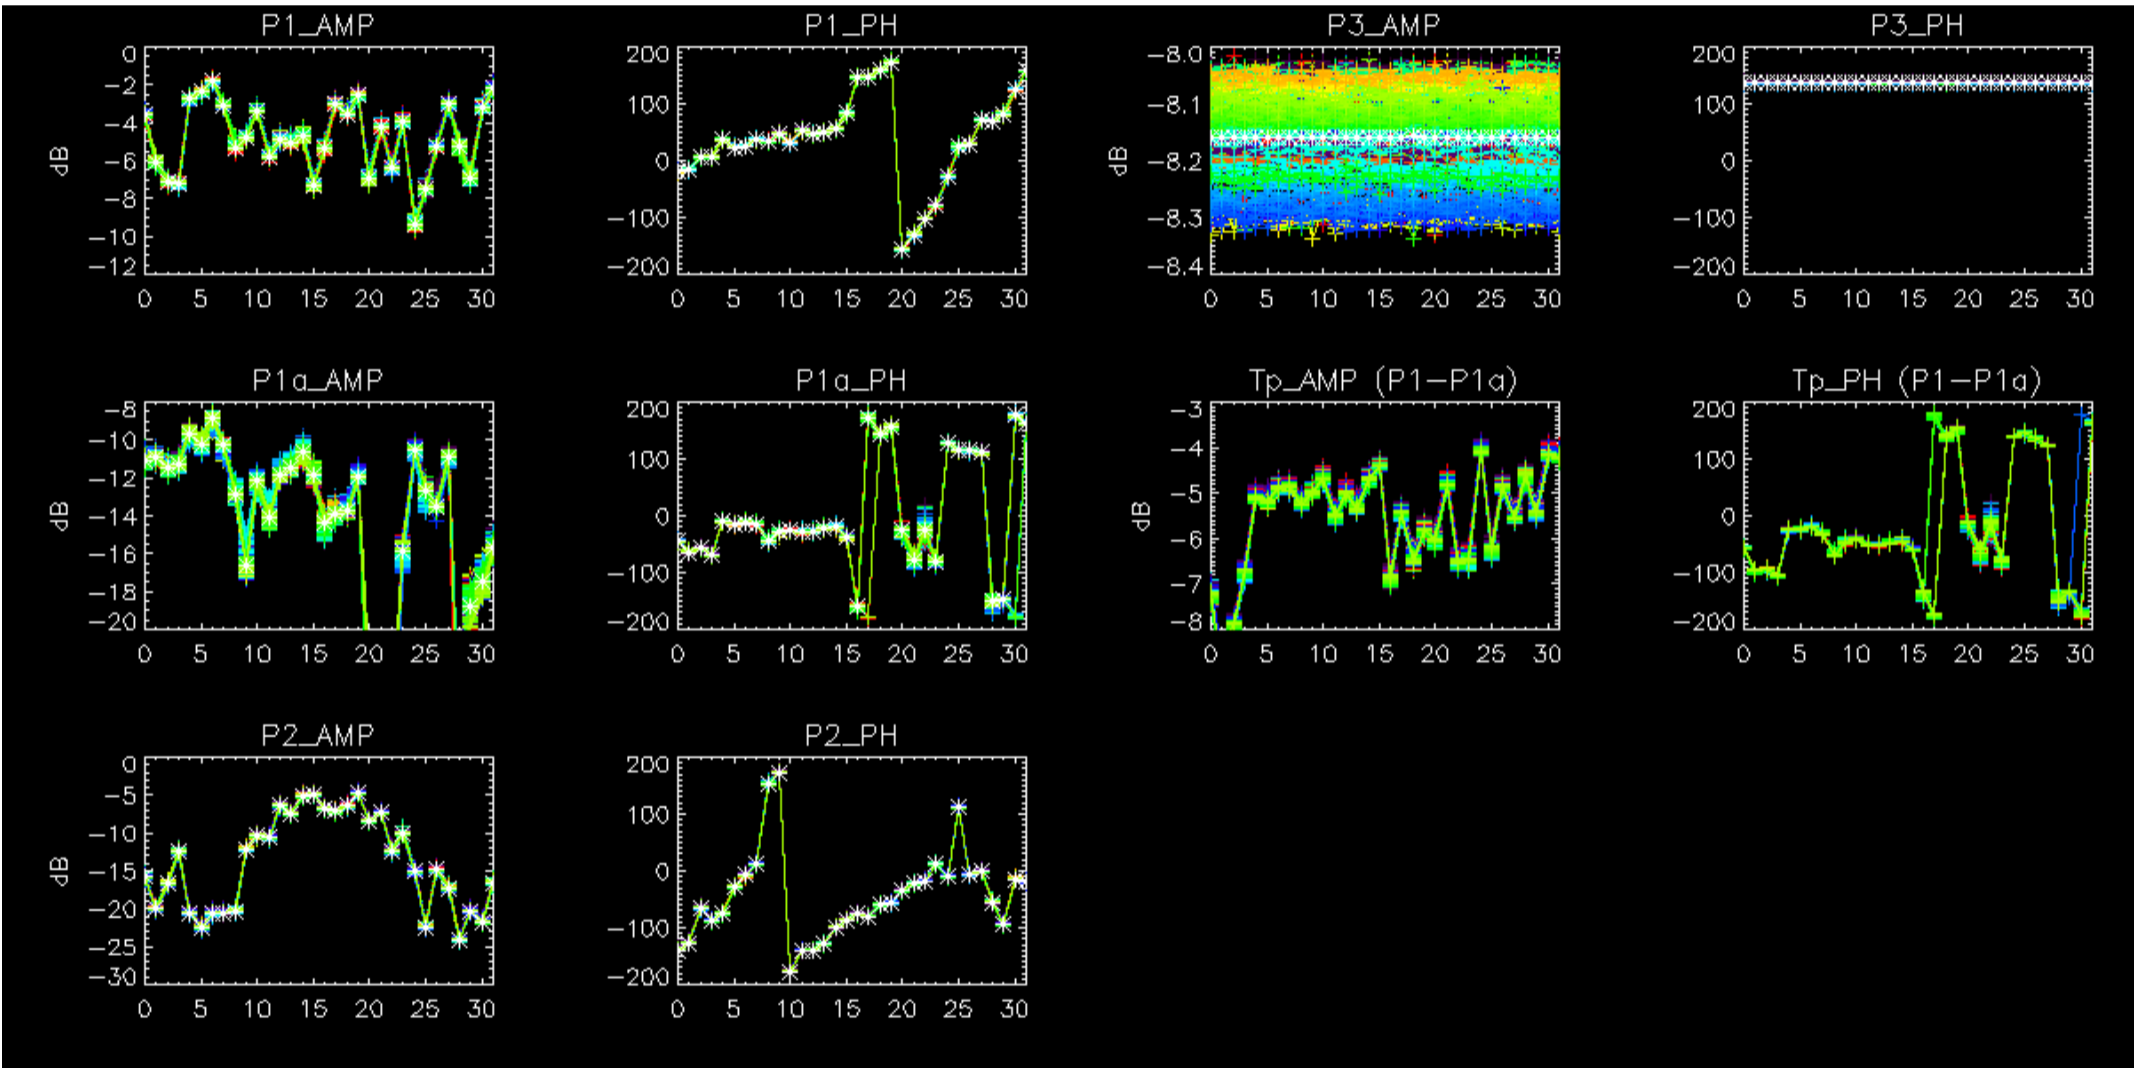 P1_AMP
0
-2
-4
-6
-8
-10
-12
dB
0 5 10 15 20 25 30
P1_PH
200
100
0
-100
-200
0 5 10 15 20 25 30
P3_AMP
-8.0
-8.1
-8.2
-8.3
-8.4
dB
0 5 10 15 20 25 30
P3_PH
200
100
0
-100
-200
0 5 10 15 20 25 30
P1a_AMP
-8
-10
-12
-14
-16
-18
-20
dB
0 5 10 15 20 25 30
P1a_PH
200
100
0
-100
-200
0 5 10 15 20 25 30
Tp_AMP (P1-P1a)
-3
-4
-5
-6
-7
-8
dB
0 5 10 15 20 25 30
Tp_PH (P1-P1a)
200
100
0
-100
-200
0 5 10 15 20 25 30
P2_AMP
0
-5
-10
-15
-20
-25
-30
dB
0 5 10 15 20 25 30
P2_PH
200
100
0
-100
-200
0 5 10 15 20 25 30